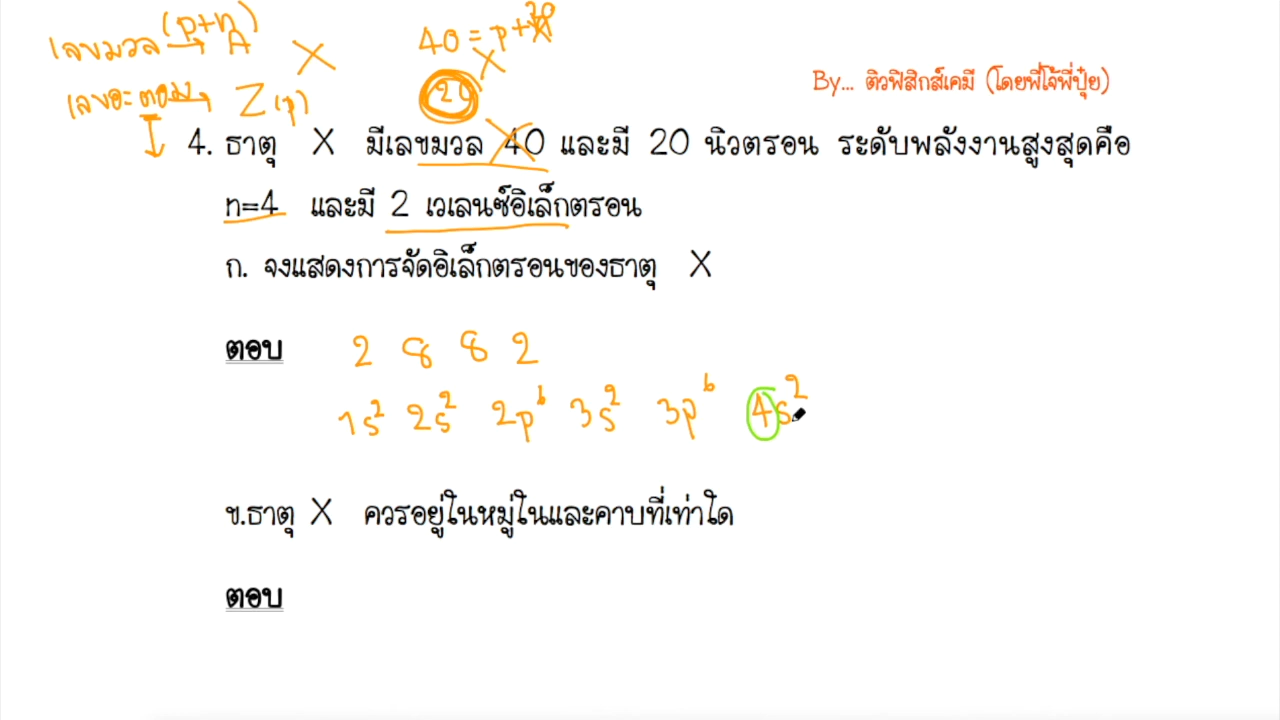 เลขมวล → A (p+n) X 40 = p + 20
เลขอะตอม → Z (p) X 20
By... ติวฟิสิกส์เคมี (โดยพี่โจ้พี่ปุ๋ย)
4. ธาตุ X มีเลขมวล 40 และมี 20 นิวตรอน ระดับพลังงานสูงสุดคือ
n=4 และมี 2 เวเลนซ์อิเล็กตรอน
ก. จงแสดงการจัดอิเล็กตรอนของธาตุ X
ตอบ 2 8 8 2
1s² 2s² 2p⁶ 3s² 3p⁶ 4s²
ข.ธาตุ X ควรอยู่ในหมู่ในและคาบที่เท่าใด
ตอบ